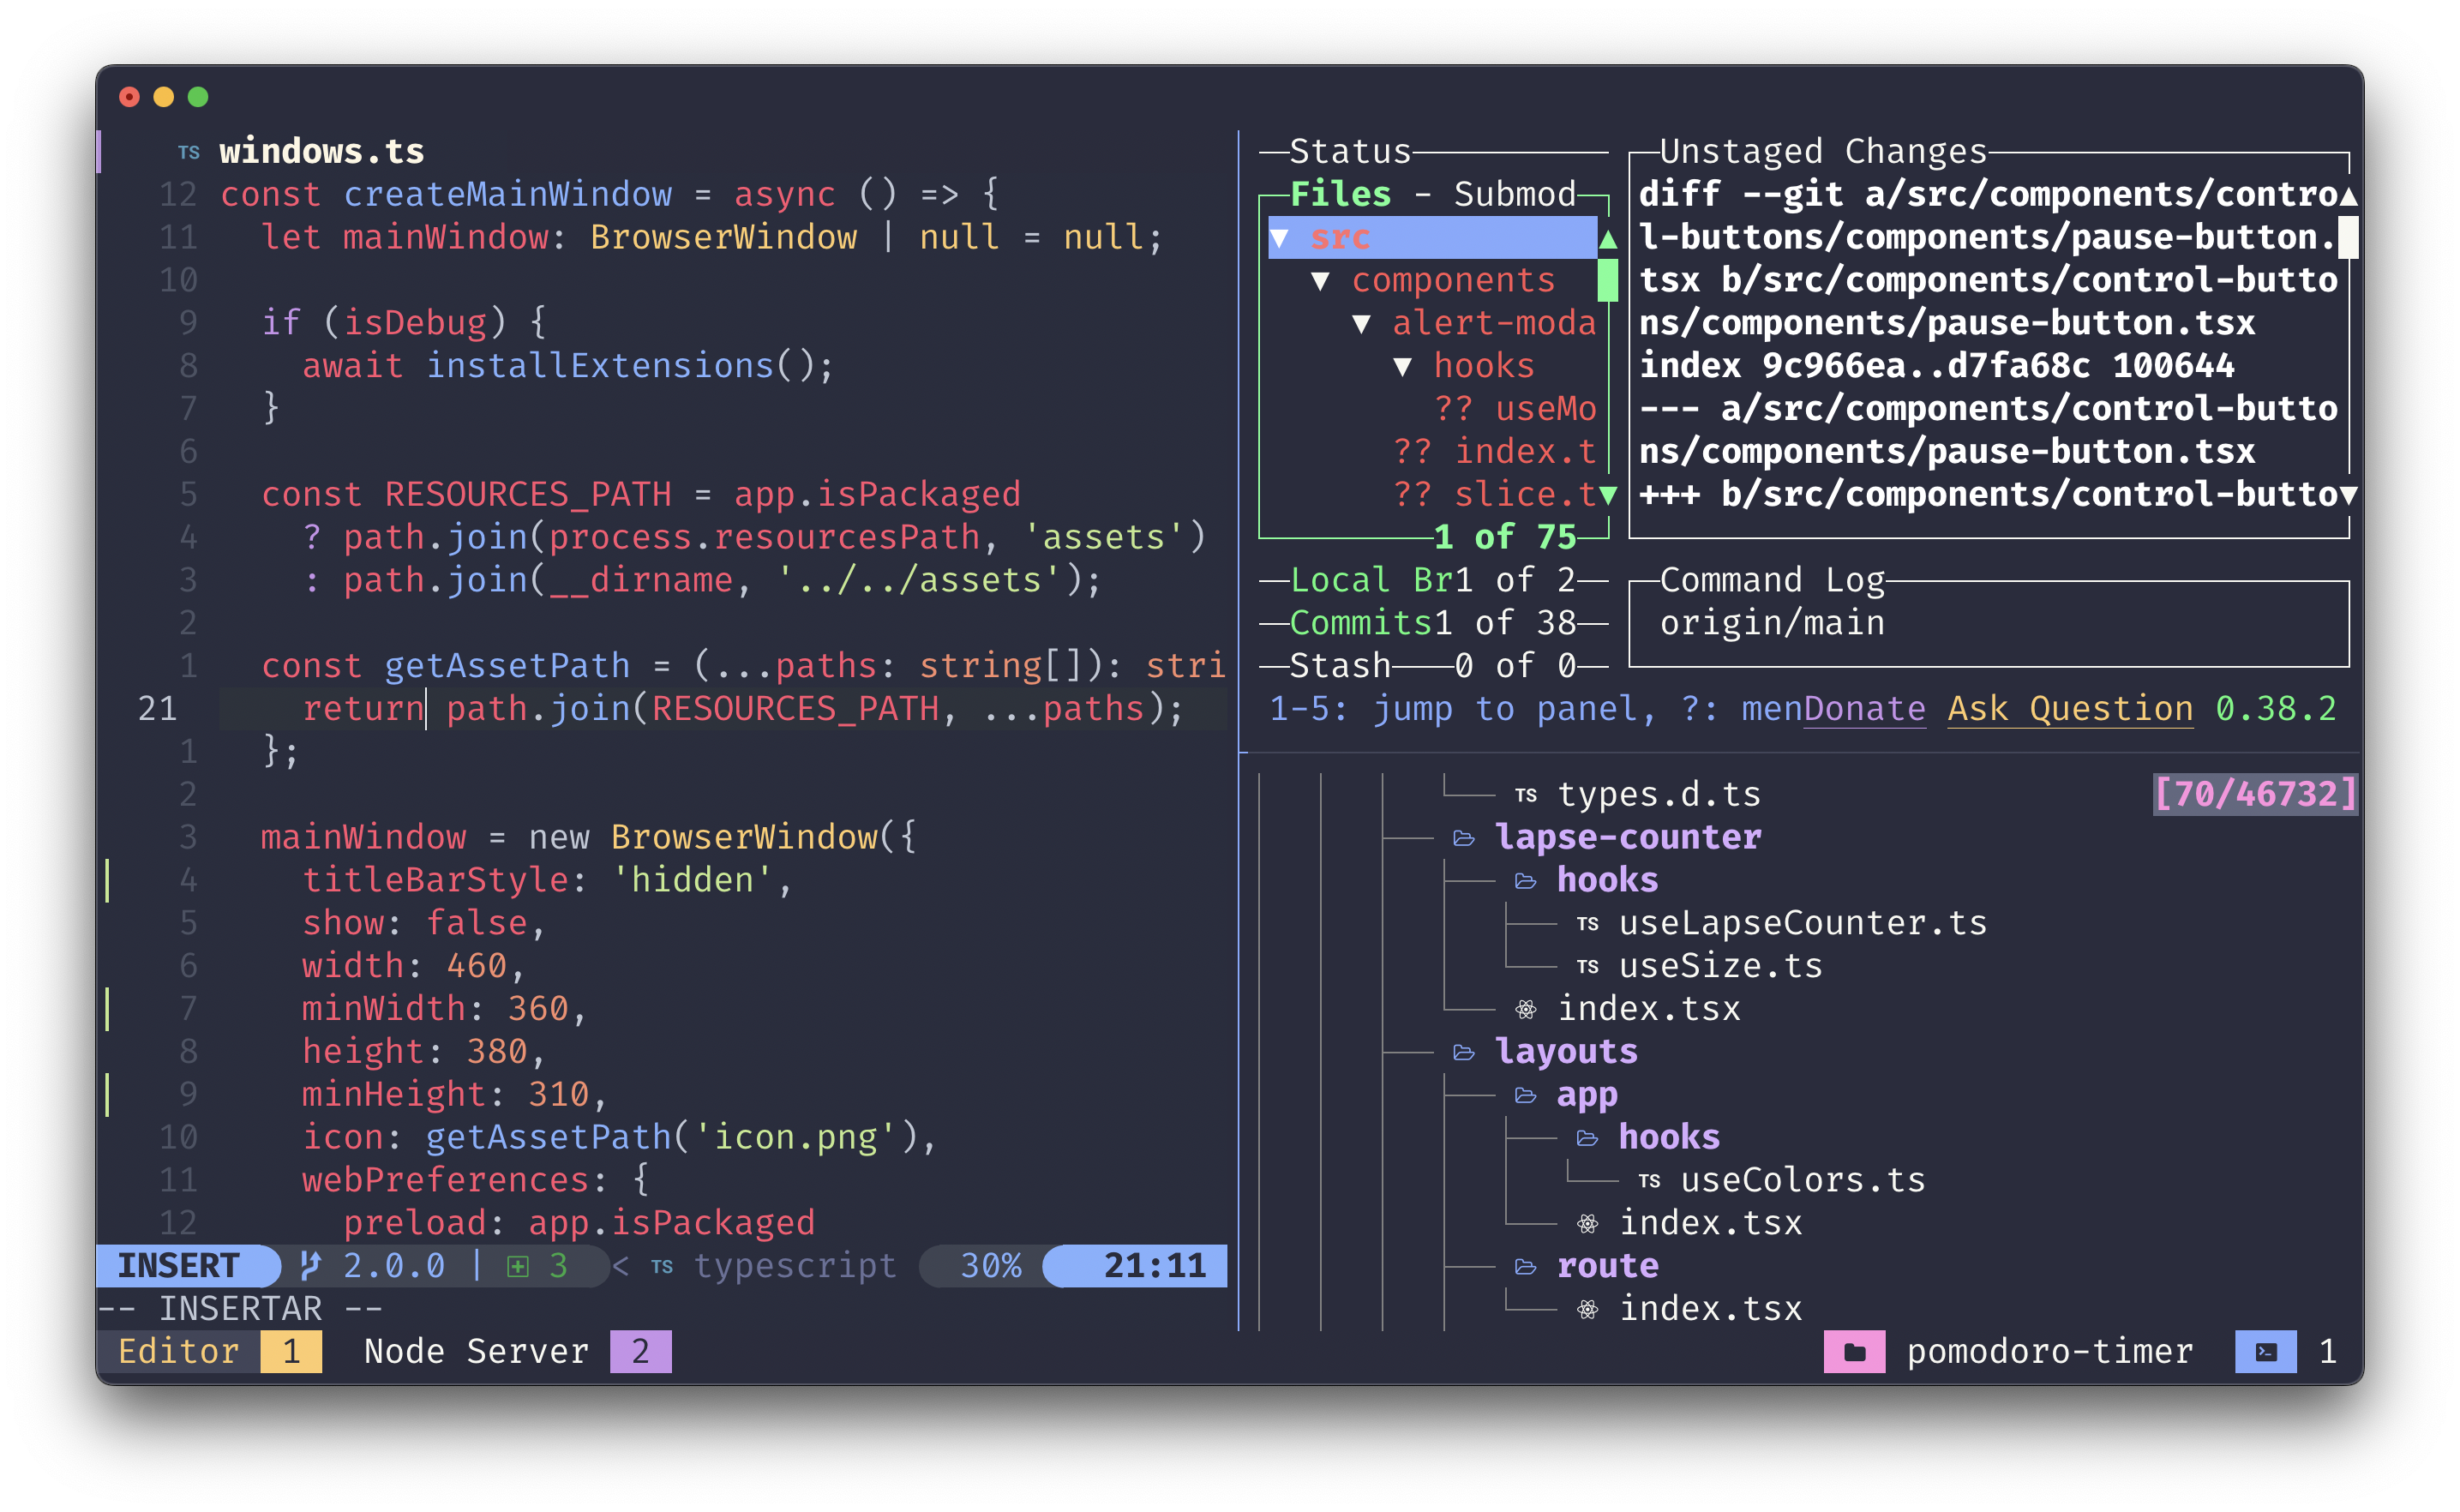 TS windows.ts
12 const createMainWindow = async () => {
11 let mainWindow: BrowserWindow | null = null;
10
9 if (isDebug) {
8 await installExtensions();
7 }
6
5 const RESOURCES_PATH = app.isPackaged
4 ? path.join(process.resourcesPath, 'assets')
3 : path.join(__dirname, '../../assets');
2
1 const getAssetPath = (...paths: string[]): stri
21 return path.join(RESOURCES_PATH, ...paths);
1 };
2
3 mainWindow = new BrowserWindow({
4 titleBarStyle: 'hidden',
5 show: false,
6 width: 460,
7 minWidth: 360,
8 height: 380,
9 minHeight: 310,
10 icon: getAssetPath('icon.png'),
11 webPreferences: {
12 preload: app.isPackaged
INSERT 2.0.0 | 3 < TS typescript 30% 21:11
-- INSERTAR --
Status
Files - Submod
▼ src
▼ components
▼ alert-moda
▼ hooks
?? useMo
?? index.t
?? slice.t
1 of 75
Local Br1 of 2
Commits1 of 38
Stash 0 of 0
Unstaged Changes
diff --git a/src/components/contro
l-buttons/components/pause-button.
tsx b/src/components/control-butto
ns/components/pause-button.tsx
index 9c966ea..d7fa68c 100644
--- a/src/components/control-butto
ns/components/pause-button.tsx
+++ b/src/components/control-butto
Command Log
origin/main
1-5: jump to panel, ?: menDonate Ask Question 0.38.2
TS types.d.ts [70/46732]
lapse-counter
hooks
TS useLapseCounter.ts
TS useSize.ts
index.tsx
layouts
app
hooks
TS useColors.ts
index.tsx
route
index.tsx
Editor 1 Node Server 2 pomodoro-timer 1